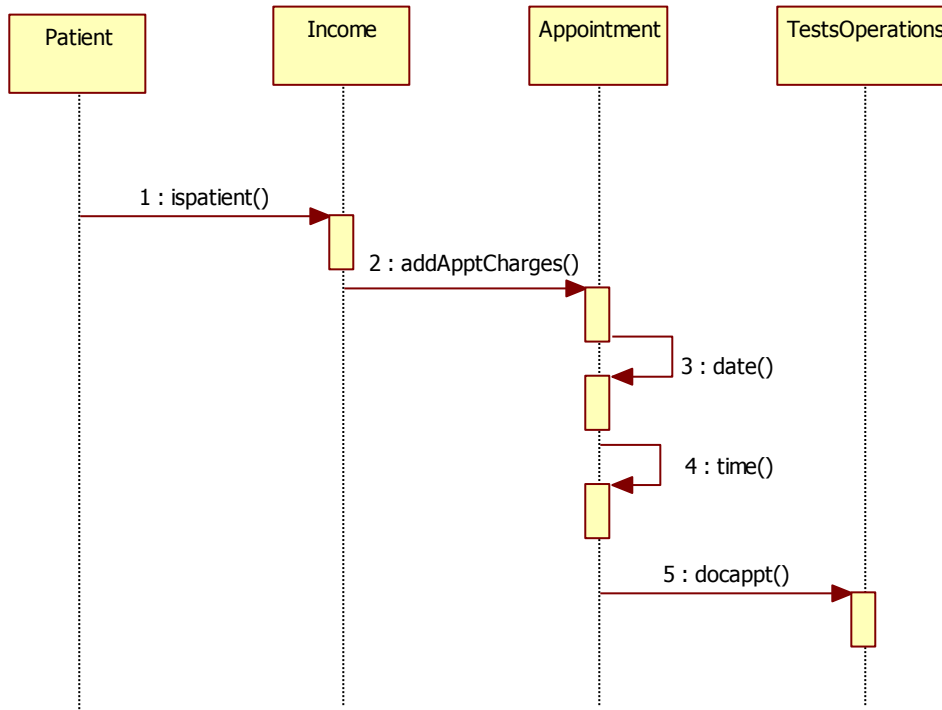 Patient
Income
Appointment
TestsOperations
1 : ispatient()
2 : addApptCharges()
3 : date()
4 : time()
5 : docappt()